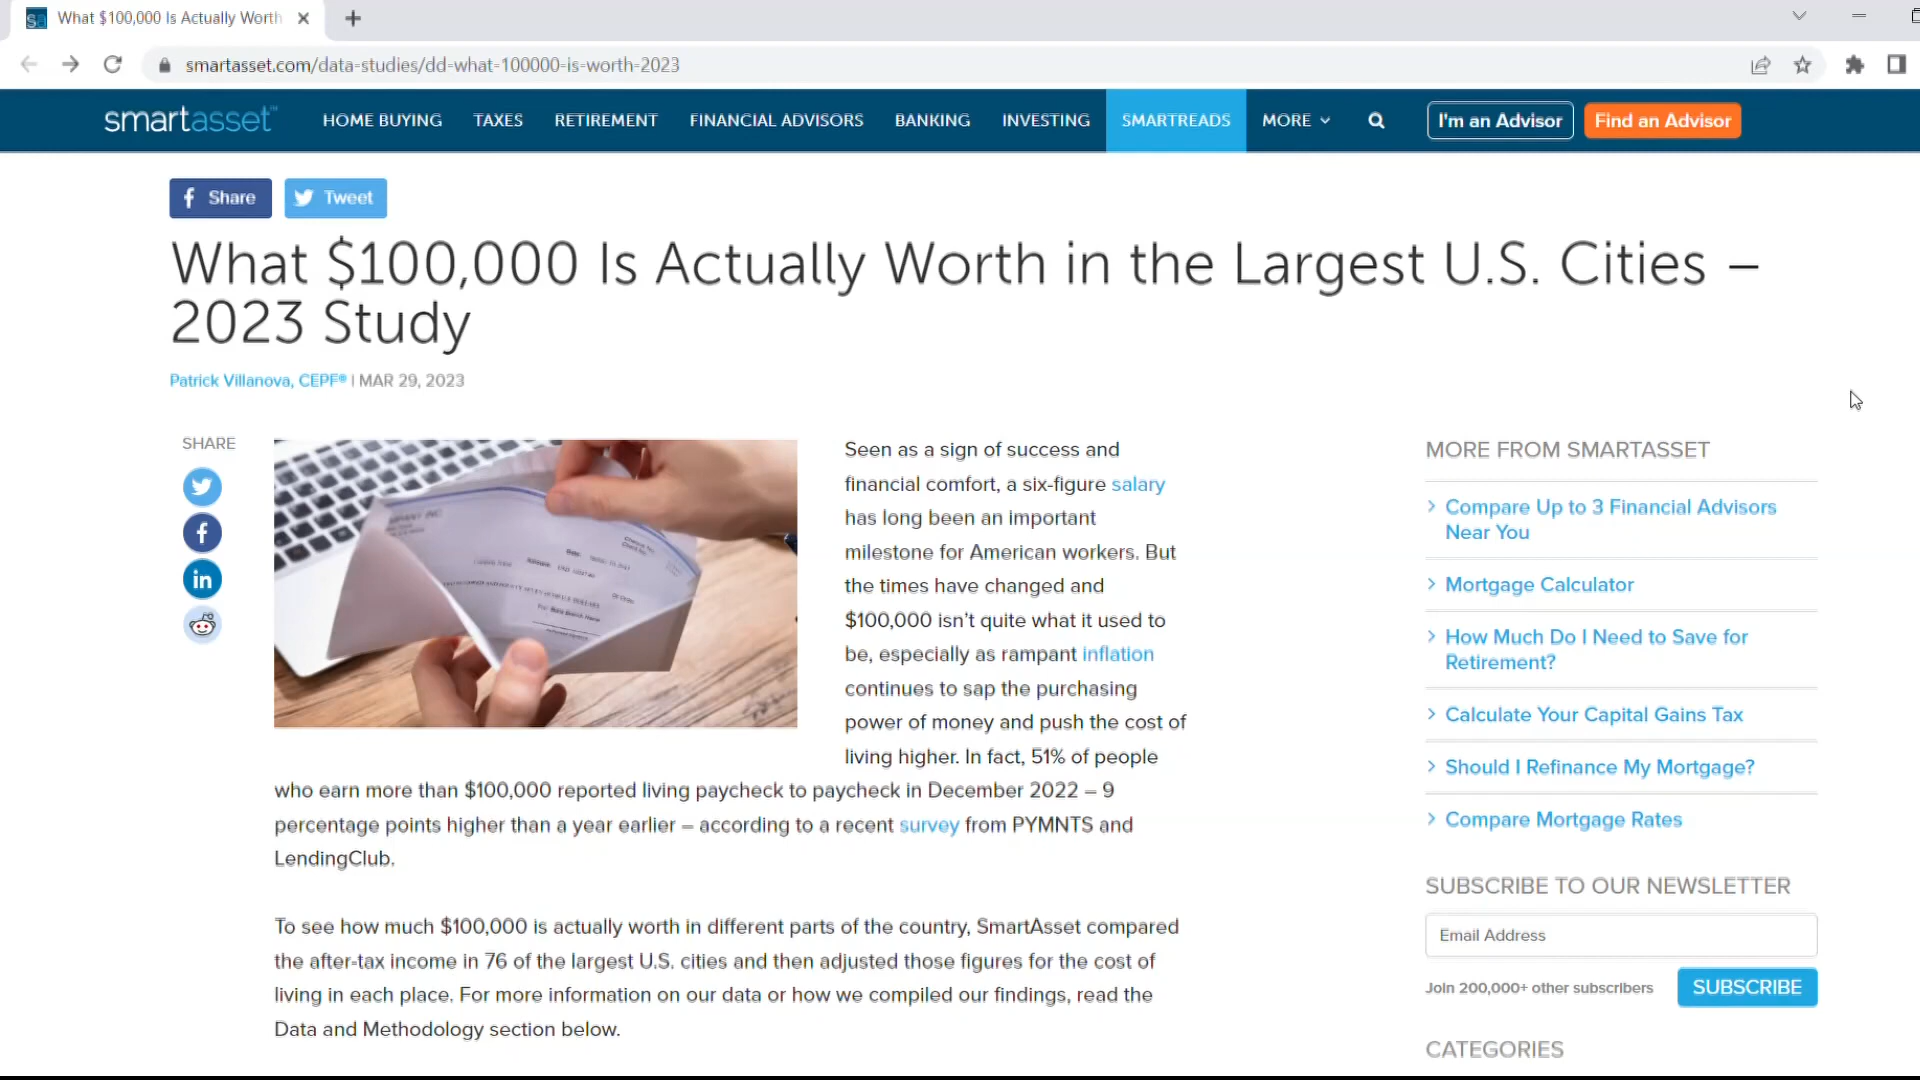 What $100,000 Is Actually Worth
smartasset.com/data-studies/dd-what-100000-is-worth-2023
smartasset™
HOME BUYING
TAXES
RETIREMENT
FINANCIAL ADVISORS
BANKING
INVESTING
SMARTREADS
MORE
I'm an Advisor
Find an Advisor
Share
Tweet
What $100,000 Is Actually Worth in the Largest U.S. Cities –
2023 Study
Patrick Villanova, CEPF® | MAR 29, 2023
SHARE
Seen as a sign of success and
financial comfort, a six-figure salary
has long been an important
milestone for American workers. But
the times have changed and
$100,000 isn’t quite what it used to
be, especially as rampant inflation
continues to sap the purchasing
power of money and push the cost of
living higher. In fact, 51% of people
who earn more than $100,000 reported living paycheck to paycheck in December 2022 – 9
percentage points higher than a year earlier – according to a recent survey from PYMNTS and
LendingClub.
To see how much $100,000 is actually worth in different parts of the country, SmartAsset compared
the after-tax income in 76 of the largest U.S. cities and then adjusted those figures for the cost of
living in each place. For more information on our data or how we compiled our findings, read the
Data and Methodology section below.
MORE FROM SMARTASSET
Compare Up to 3 Financial Advisors
Near You
Mortgage Calculator
How Much Do I Need to Save for
Retirement?
Calculate Your Capital Gains Tax
Should I Refinance My Mortgage?
Compare Mortgage Rates
SUBSCRIBE TO OUR NEWSLETTER
Email Address
Join 200,000+ other subscribers
SUBSCRIBE
CATEGORIES